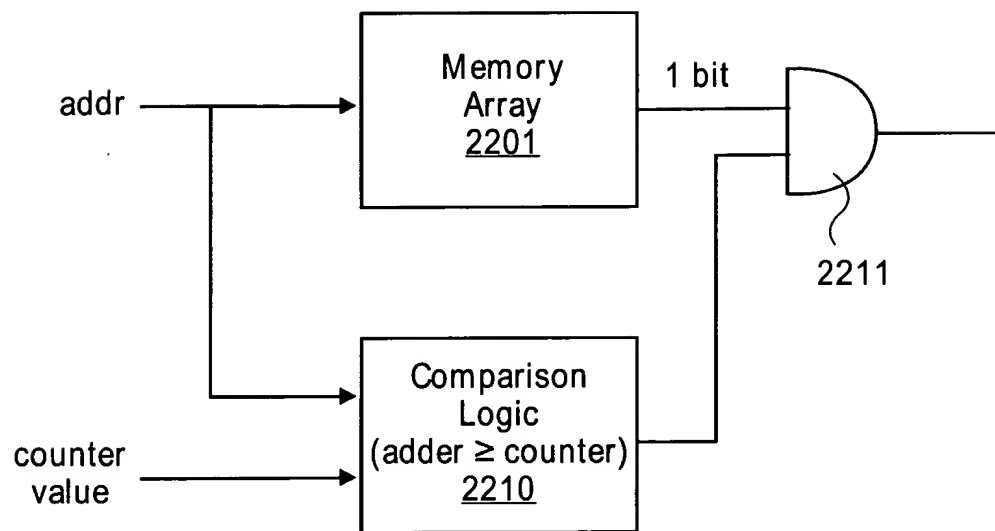 addr
Memory
Array
2201
1 bit
2211
counter
value
Comparison
Logic
(adder ≥ counter)
2210